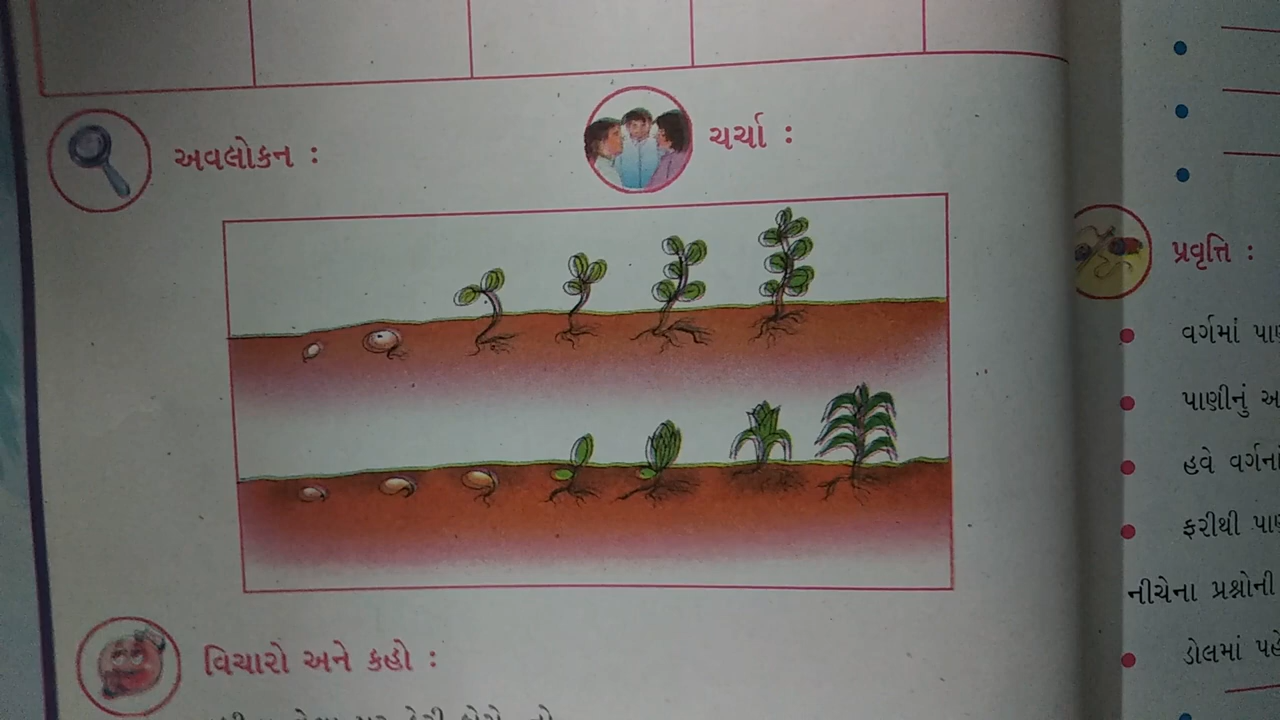 અવલોકન :
ચર્ચા :
વિચારો અને કહો :
પ્રવૃત્તિ :
વર્ગમાં
પાણીનું
હવે
ફરીથી
નીચેના પ્રશ્નોની
ડોલમાં